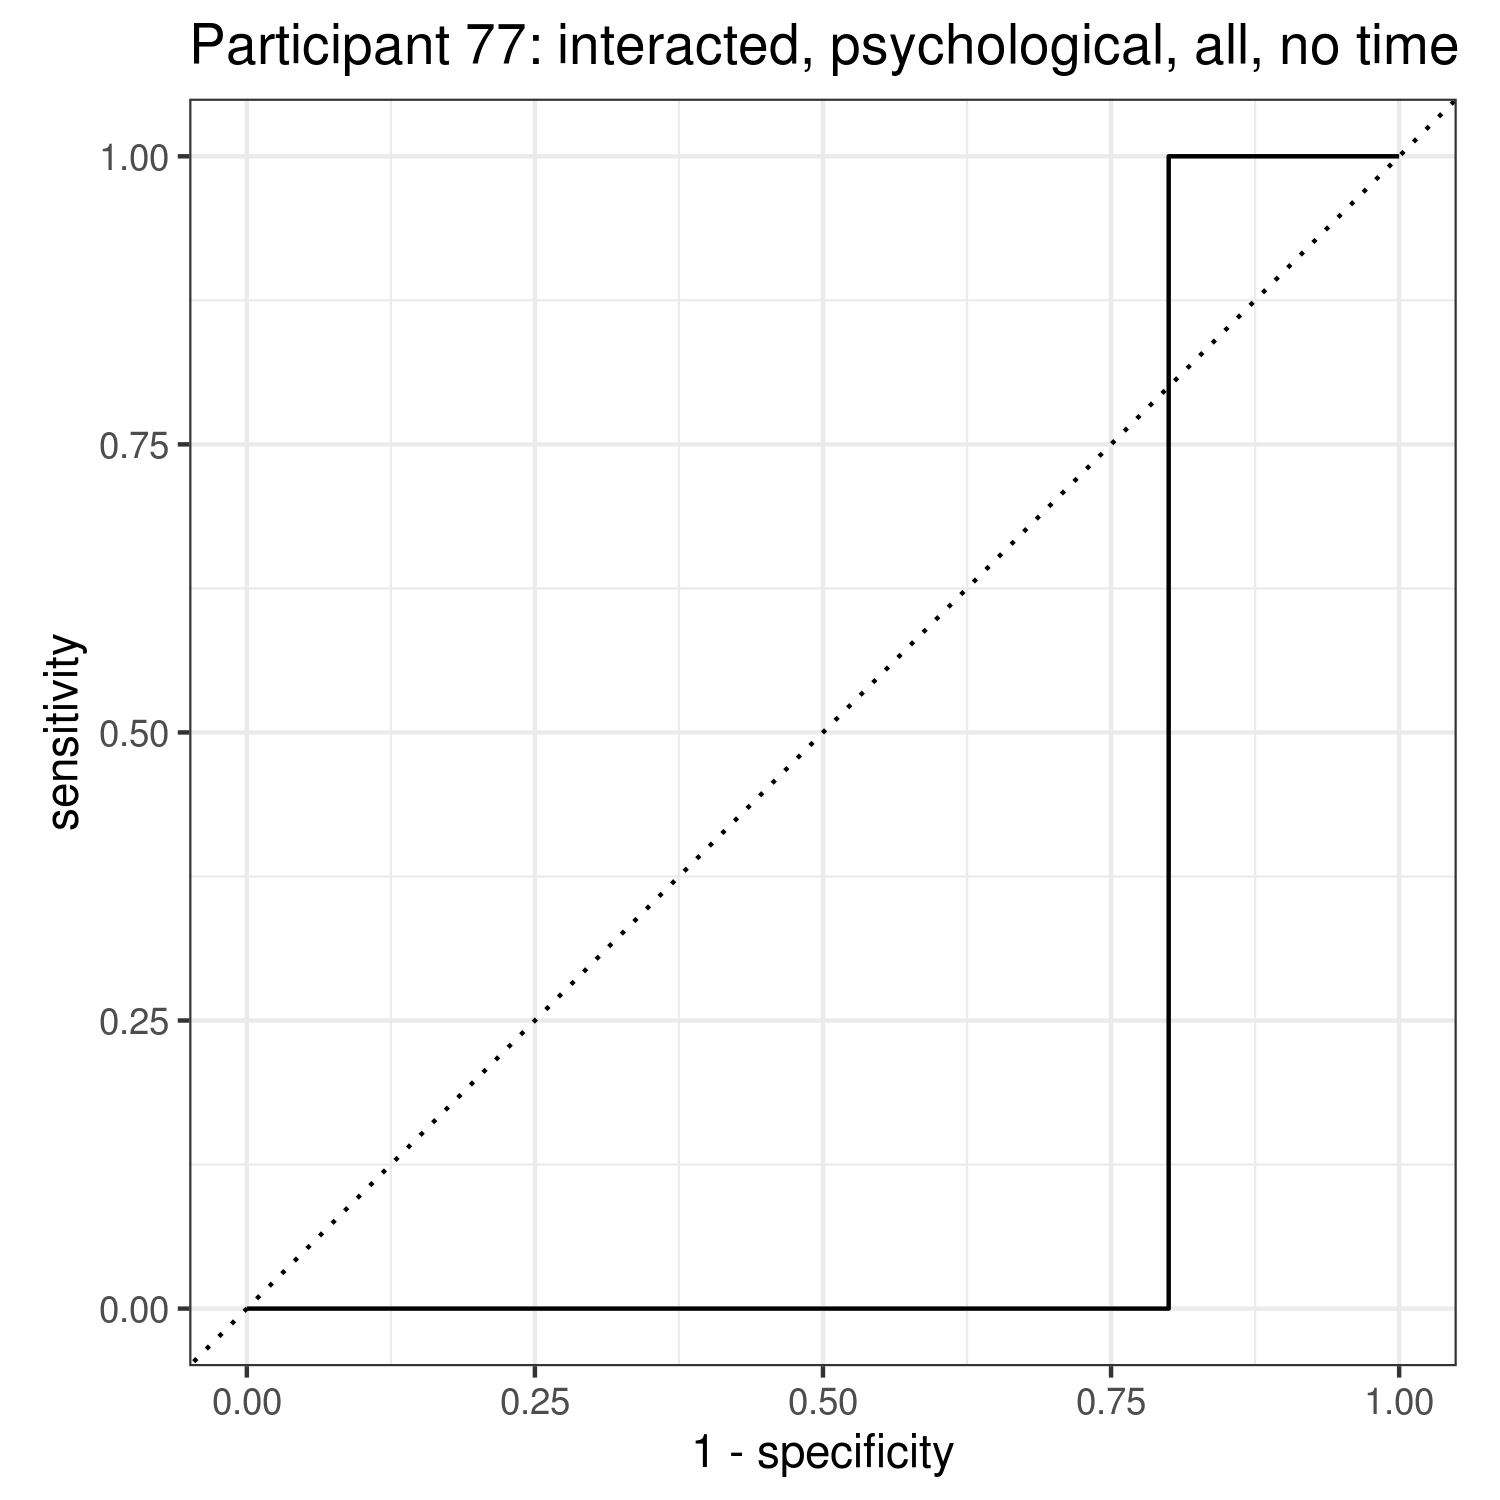 Participant 77: interacted, psychological, all, no time
1.00
0.75
0.50
0.25
0.00
sensitivity
0.00 0.25 0.50 0.75 1.00
1 - specificity